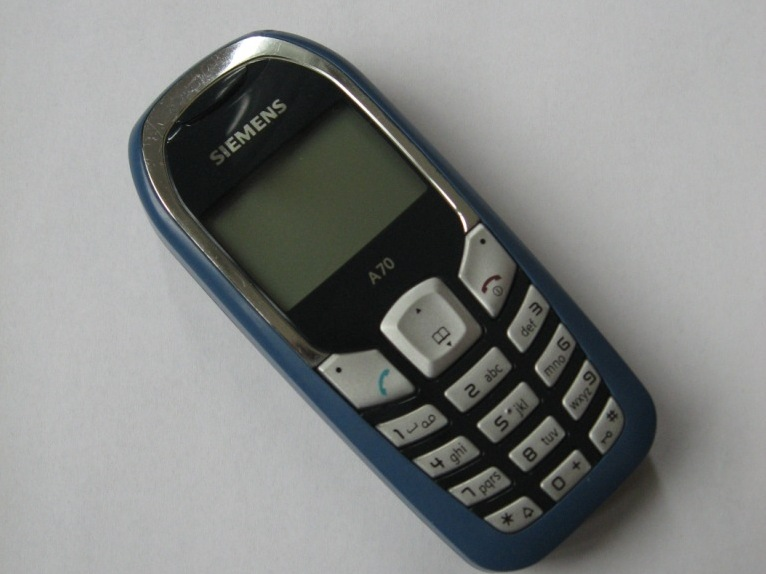 SIEMENS
A70
1
2 abc
3 def
4 ghi
5 jkl
6 mno
7 pqrs
8 tuv
9 wxyz
*
0 +
#